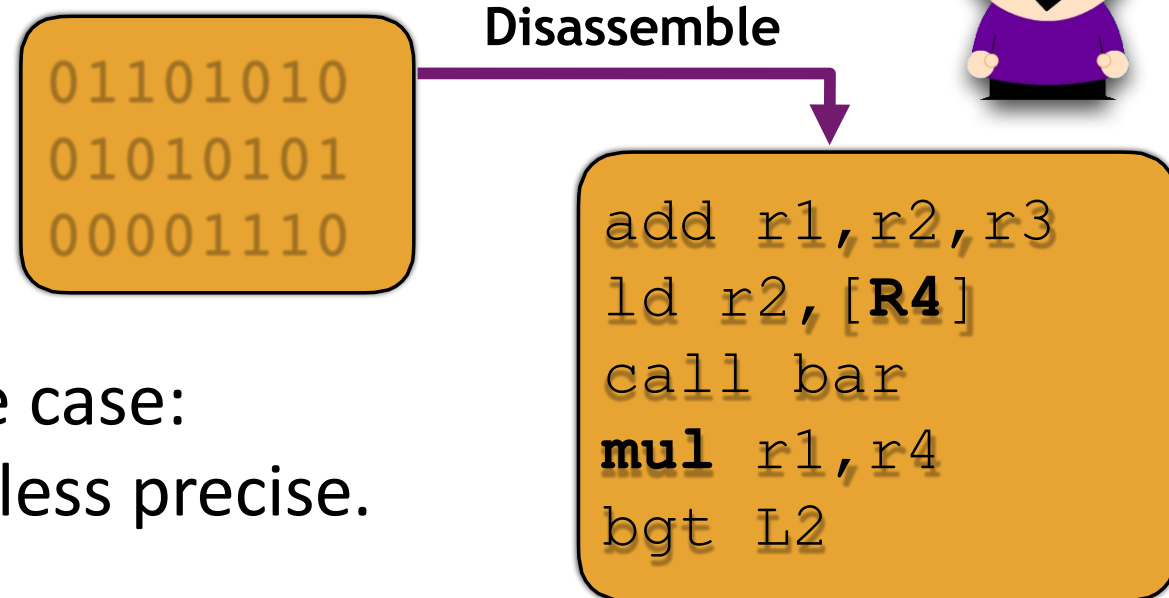 Disassemble
01101010
01010101
00001110
add r1,r2,r3
ld r2,[R4]
call bar
mul r1,r4
bgt L2
case:
less precise.